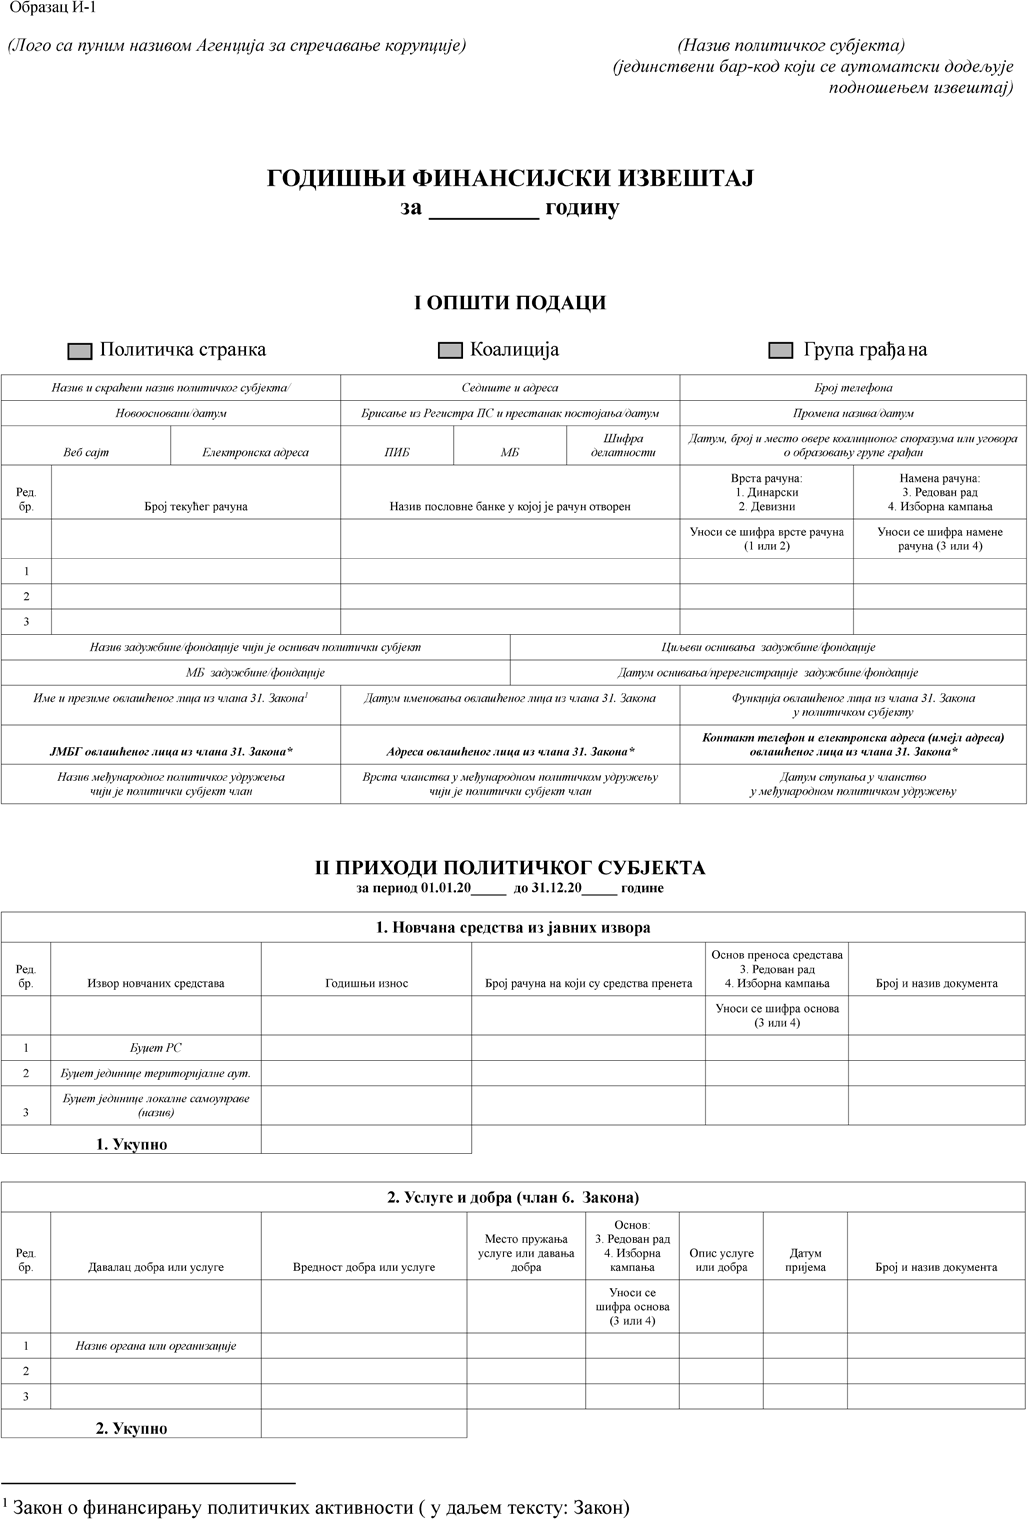 Образац И-1
(Лого са пуним називом Агенција за спречавање корупције)
(Назив политичког субјекта)
(јединствени бар-код који се аутоматски додељује
подношењем извештај)
ГОДИШЊИ ФИНАНСИЈСКИ ИЗВЕШТАЈ
за _________ годину
I ОПШТИ ПОДАЦИ
Политичка странка Коалиција Група грађана
Назив и скраћени назив политичког субјекта/ Седиште и адреса Број телефона
Новоосновани/датум Брисање из Регистра ПС и престанак постојања/датум Промена назива/датум
Веб сајт Електронска адреса ПИБ МБ
Шифра
делатности
Датум, број и место овере коалиционог споразума или уговора
о образовању групе грађан
Ред.
бр.
Број текућег рачуна
Назив пословне банке у којој је рачун отворен
Врста рачуна:
1. Динарски
2. Девизни
Намена рачуна:
3. Редован рад
4. Изборна кампања
Уноси се шифра врсте рачуна
(1 или 2)
Уноси се шифра намене
рачуна (3 или 4)
1
2
3
Назив задужбине/фондације чији је оснивач политички субјект Циљеви оснивања задужбине/фондације
МБ задужбине/фондације Датум оснивања/пререгистрације задужбине/фондације
Име и презиме овлашћеног лица из члана 31. Закона¹ Датум именовања овлашћеног лица из члана 31. Закона
Функција овлашћеног лица из члана 31. Закона
у политичком субјекту
ЈМБГ овлашћеног лица из члана 31. Закона* Адреса овлашћеног лица из члана 31. Закона*
Контакт телефон и електронска адреса (имејл адреса)
овлашћеног лица из члана 31. Закона*
Назив међународног политичког удружења
чији је политички субјект члан
Врста чланства у међународном политичком удружењу
чији је политички субјект члан
Датум ступања у чланство
у међународном политичком удружењу
II ПРИХОДИ ПОЛИТИЧКОГ СУБЈЕКТА
за период 01.01.20_____ до 31.12.20_____ године
1. Новчана средства из јавних извора
Ред.
бр.
Извор новчаних средстава
Годишњи износ
Број рачуна на који су средства пренета
Основ преноса средстава
3. Редован рад
4. Изборна кампања
Број и назив документа
Уноси се шифра основа
(3 или 4)
1 Буџет РС
2 Буџет јединице територијалне аут.
3 Буџет јединице локалне самоуправе
(назив)
1. Укупно
2. Услуге и добра (члан 6. Закона)
Ред.
бр.
Давалац добра или услуге
Вредност добра или услуге
Место пружања
услуге или давања
добра
Основ:
3. Редован рад
4. Изборна
кампања
Опис услуге
или добра
Датум
пријема
Број и назив документа
Уноси се
шифра основа
(3 или 4)
1 Назив органа или организације
2
3
2. Укупно
¹ Закон о финансирању политичких активности ( у даљем тексту: Закон)